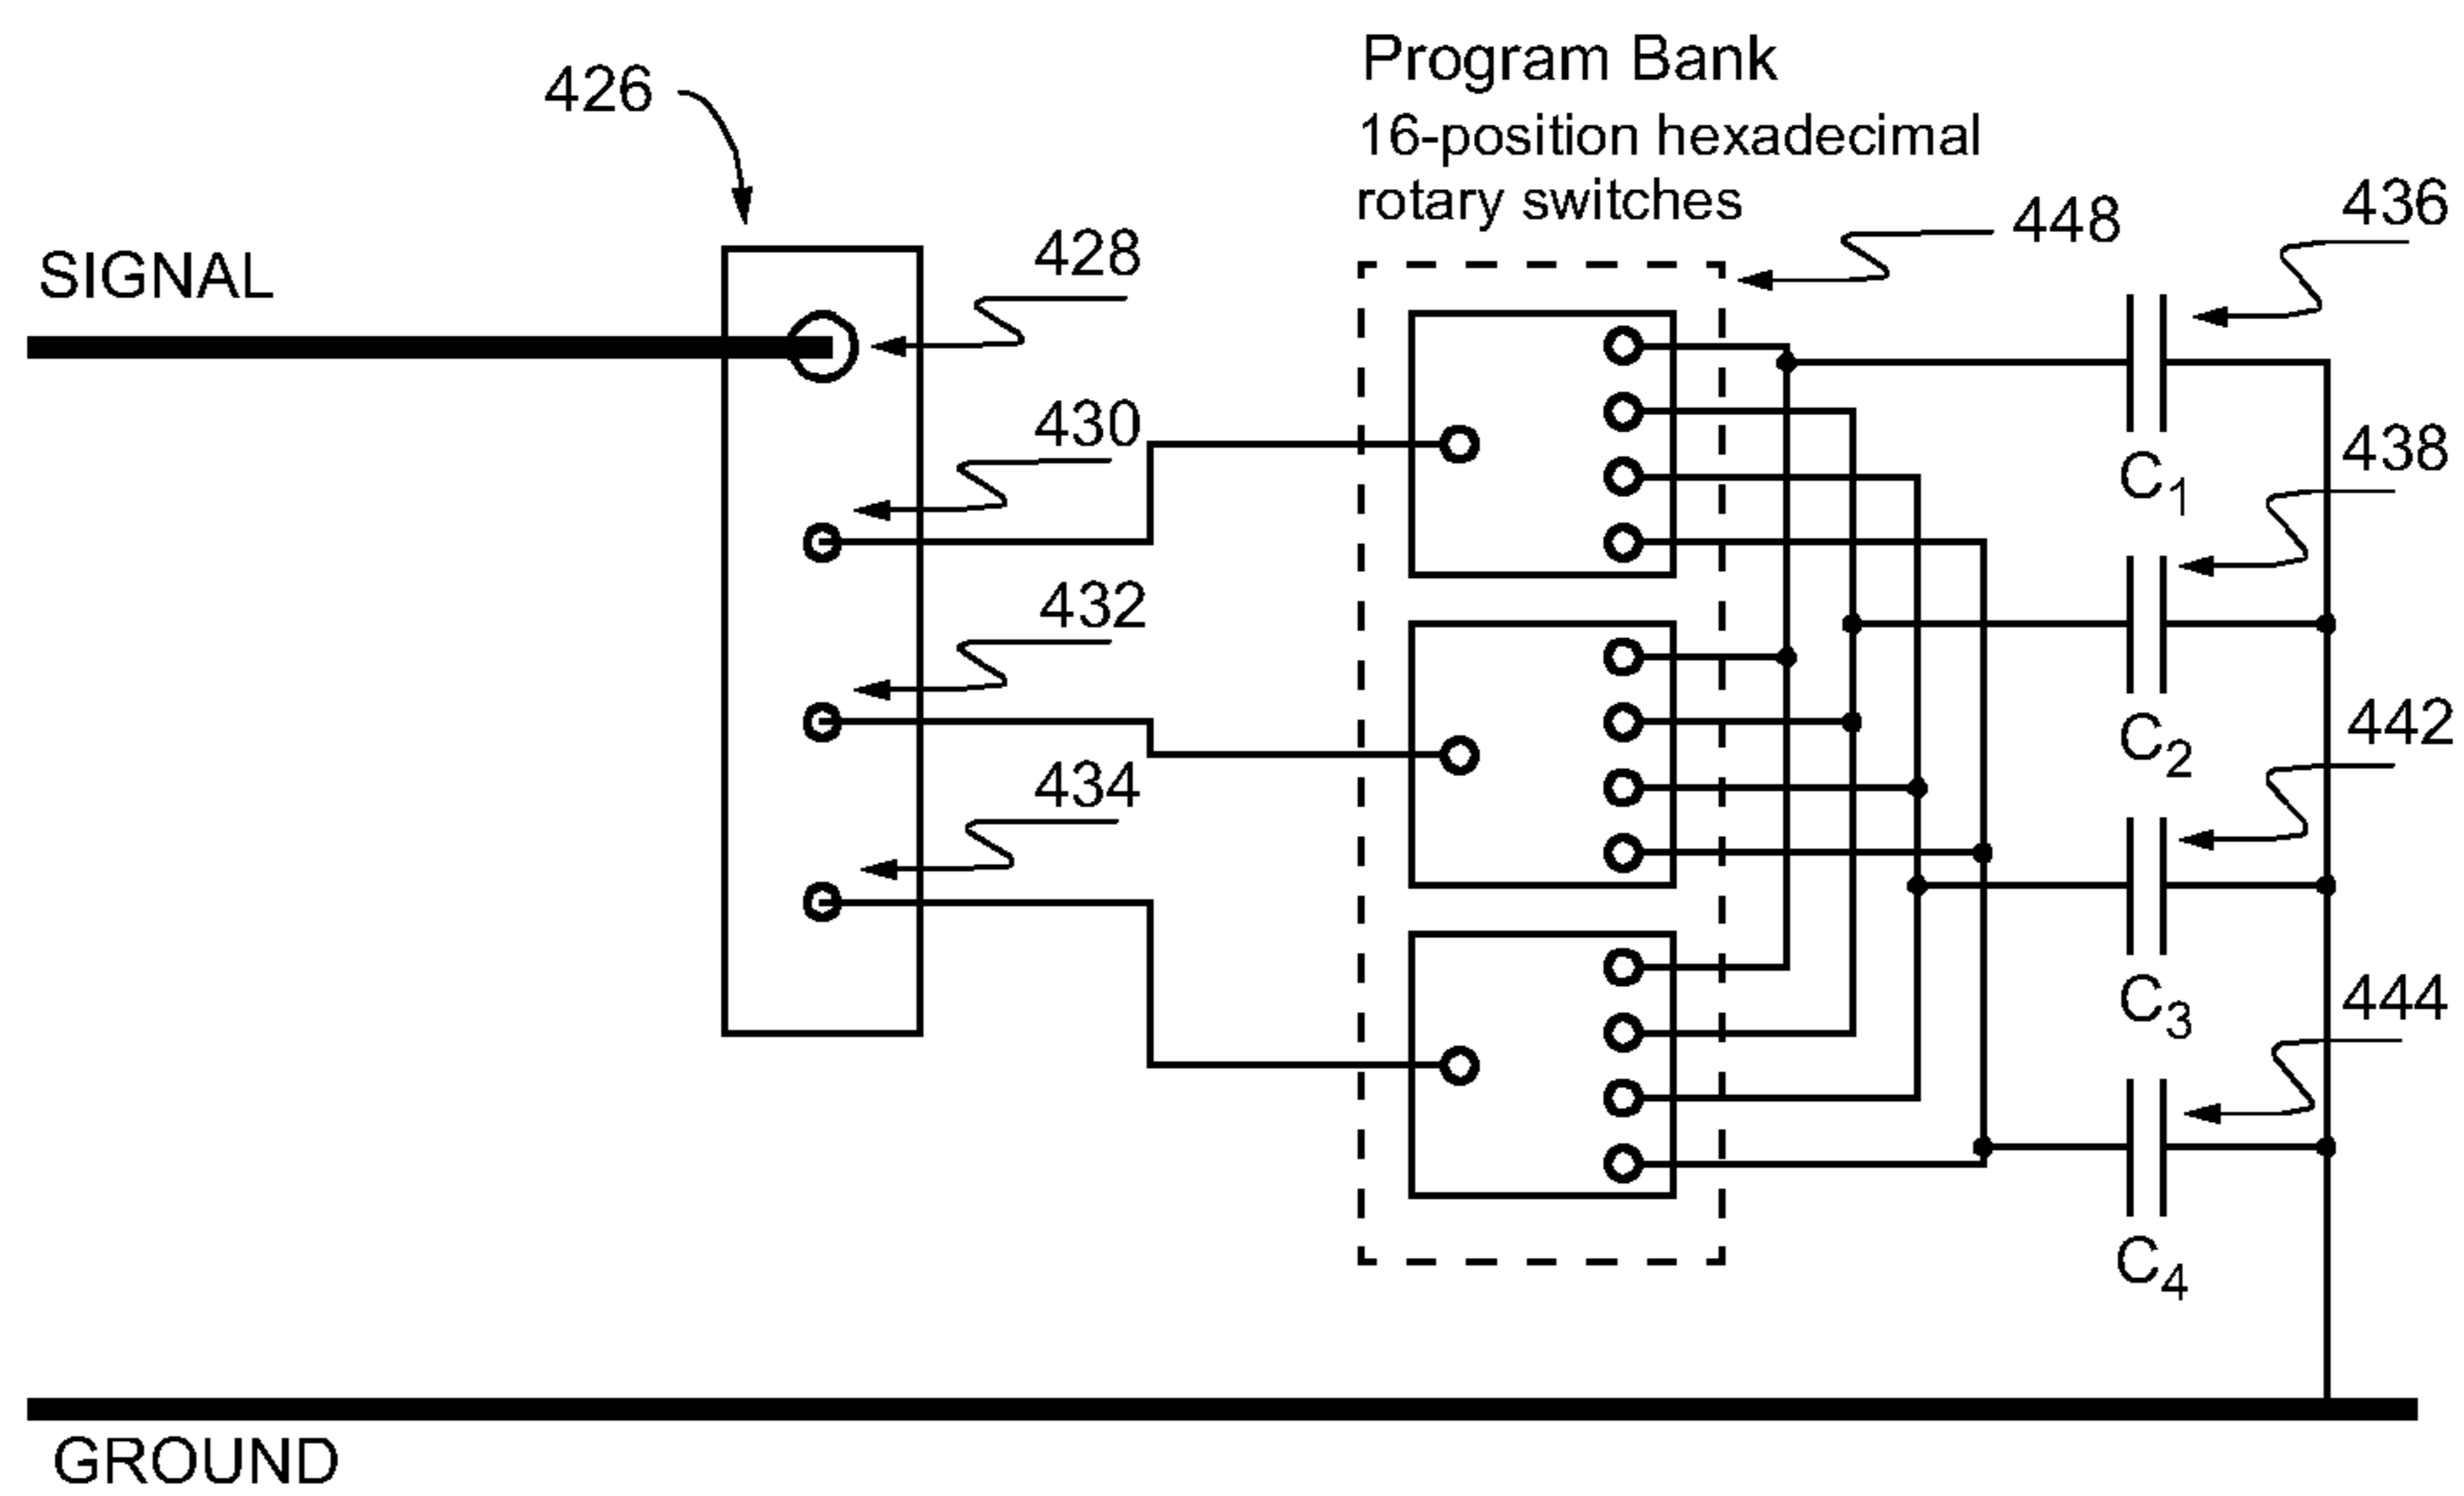 Program Bank
16-position hexadecimal
rotary switches
426
448
436
SIGNAL
428
430
C1
438
432
C2
442
434
C3
444
C4
GROUND